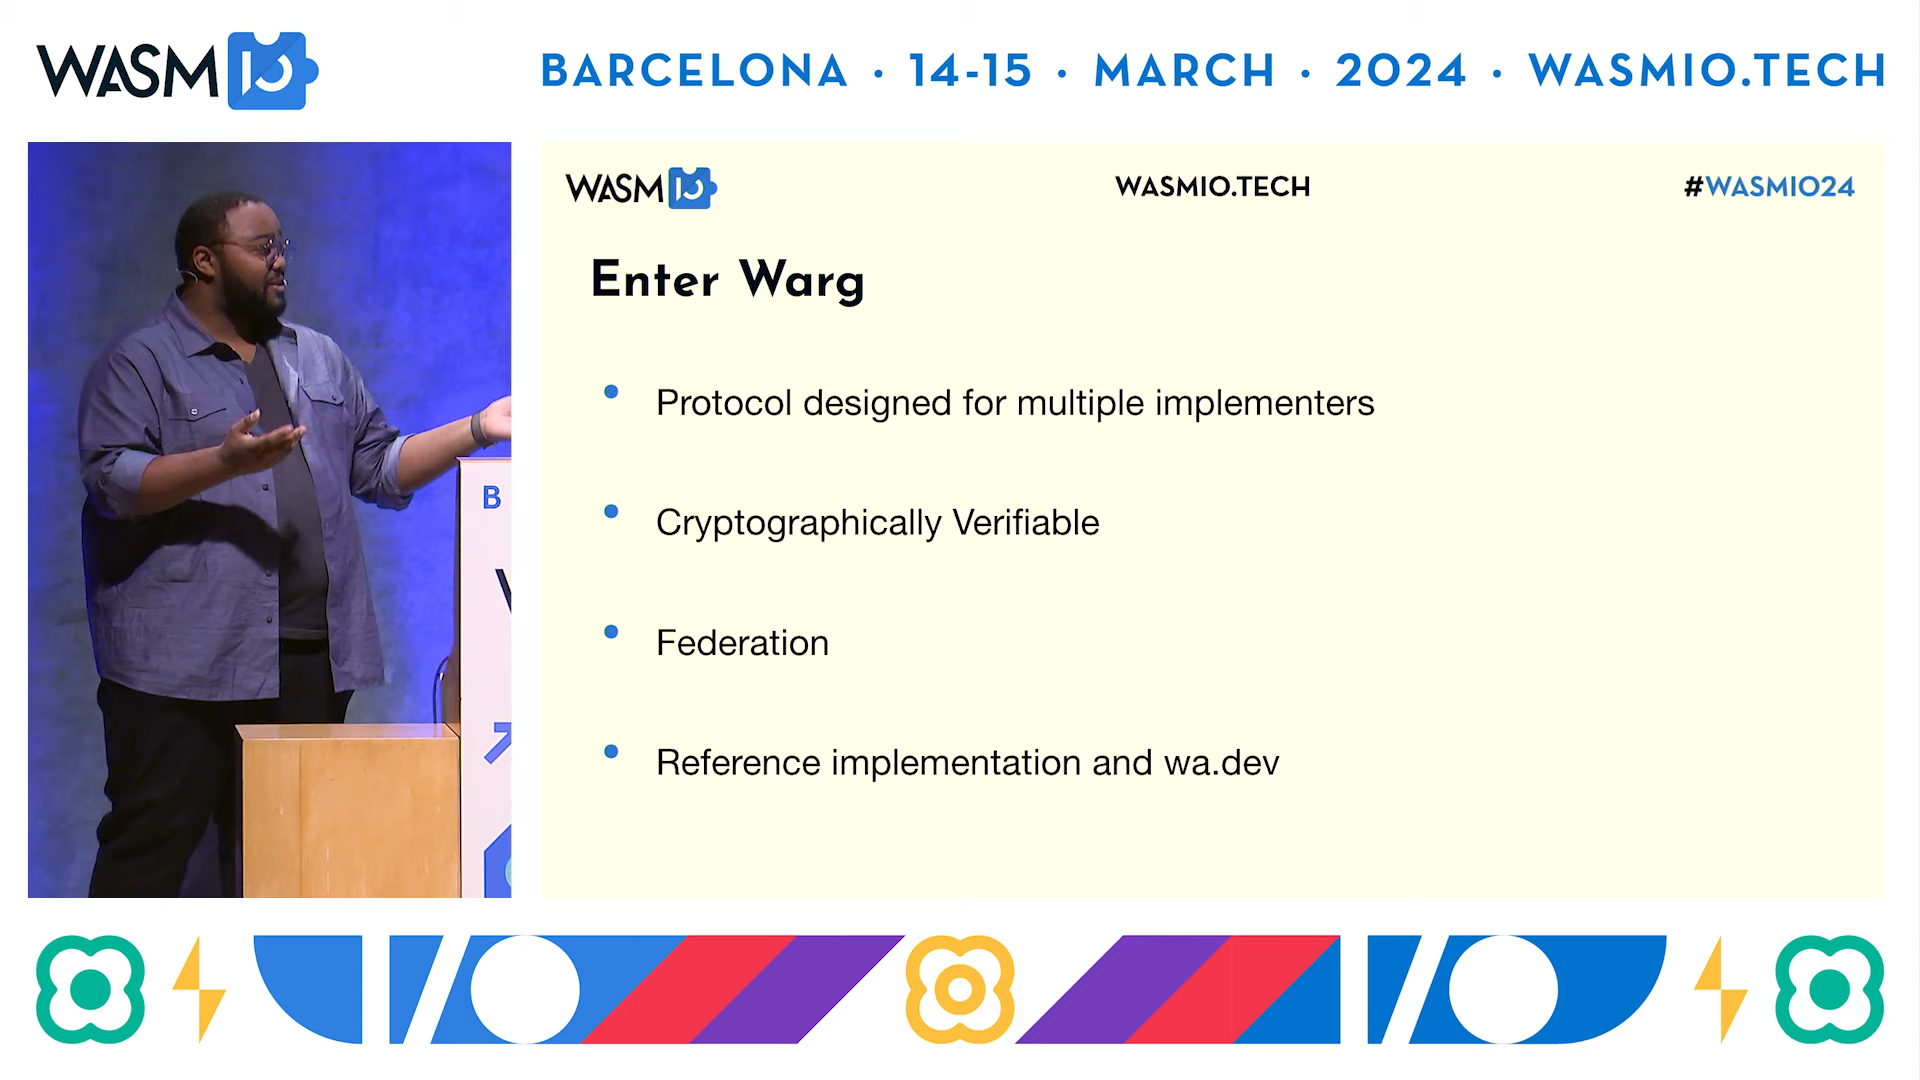 WASM IO
BARCELONA · 14-15 · MARCH · 2024 · WASMIO.TECH
WASM IO
WASMIO.TECH
#WASMIO24
Enter Warg
• Protocol designed for multiple implementers
• Cryptographically Verifiable
• Federation
• Reference implementation and wa.dev
B